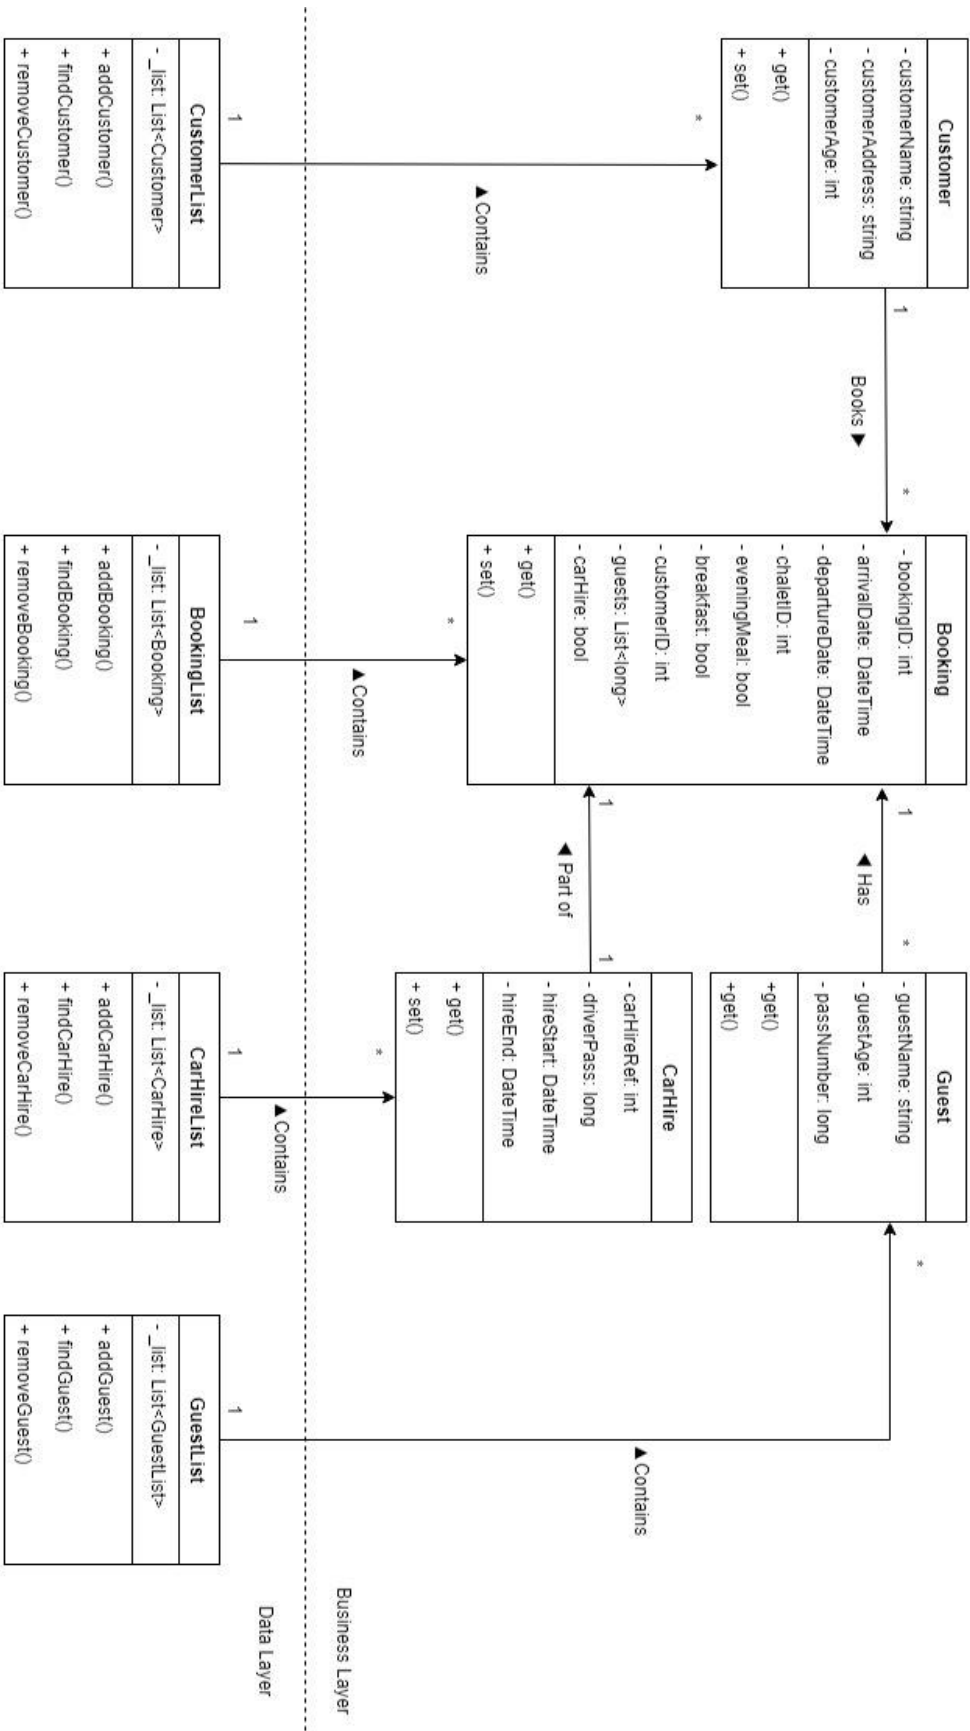 Customer
- customerName: string
- customerAddress: string
- customerAge: int
+ get()
+ set()
1
Books ▶
*
Booking
- bookingID: int
- arrivalDate: DateTime
- departureDate: DateTime
- chaletID: int
- eveningMeal: bool
- breakfast: bool
- customerID: int
- guests: List<long>
- carHire: bool
+ get()
+ set()
1
◀ Has
*
Guest
- guestName: string
- guestAge: int
- passNumber: long
+get()
+get()
*
1
◀ Part of
1
CarHire
- carHireRef: int
- driverPass: long
- hireStart: DateTime
- hireEnd: DateTime
+ get()
+ set()
*
▲Contains
1
*
▲Contains
1
*
▲Contains
1
▲Contains
1
Business Layer
Data Layer
CustomerList
- _list: List<Customer>
+ addCustomer()
+ findCustomer()
+ removeCustomer()
BookingList
- _list: List<Booking>
+ addBooking()
+ findBooking()
+ removeBooking()
CarHireList
- _list: List<CarHire>
+ addCarHire()
+ findCarHire()
+ removeCarHire()
GuestList
- _list: List<GuestList>
+ addGuest()
+ findGuest()
+ removeGuest()